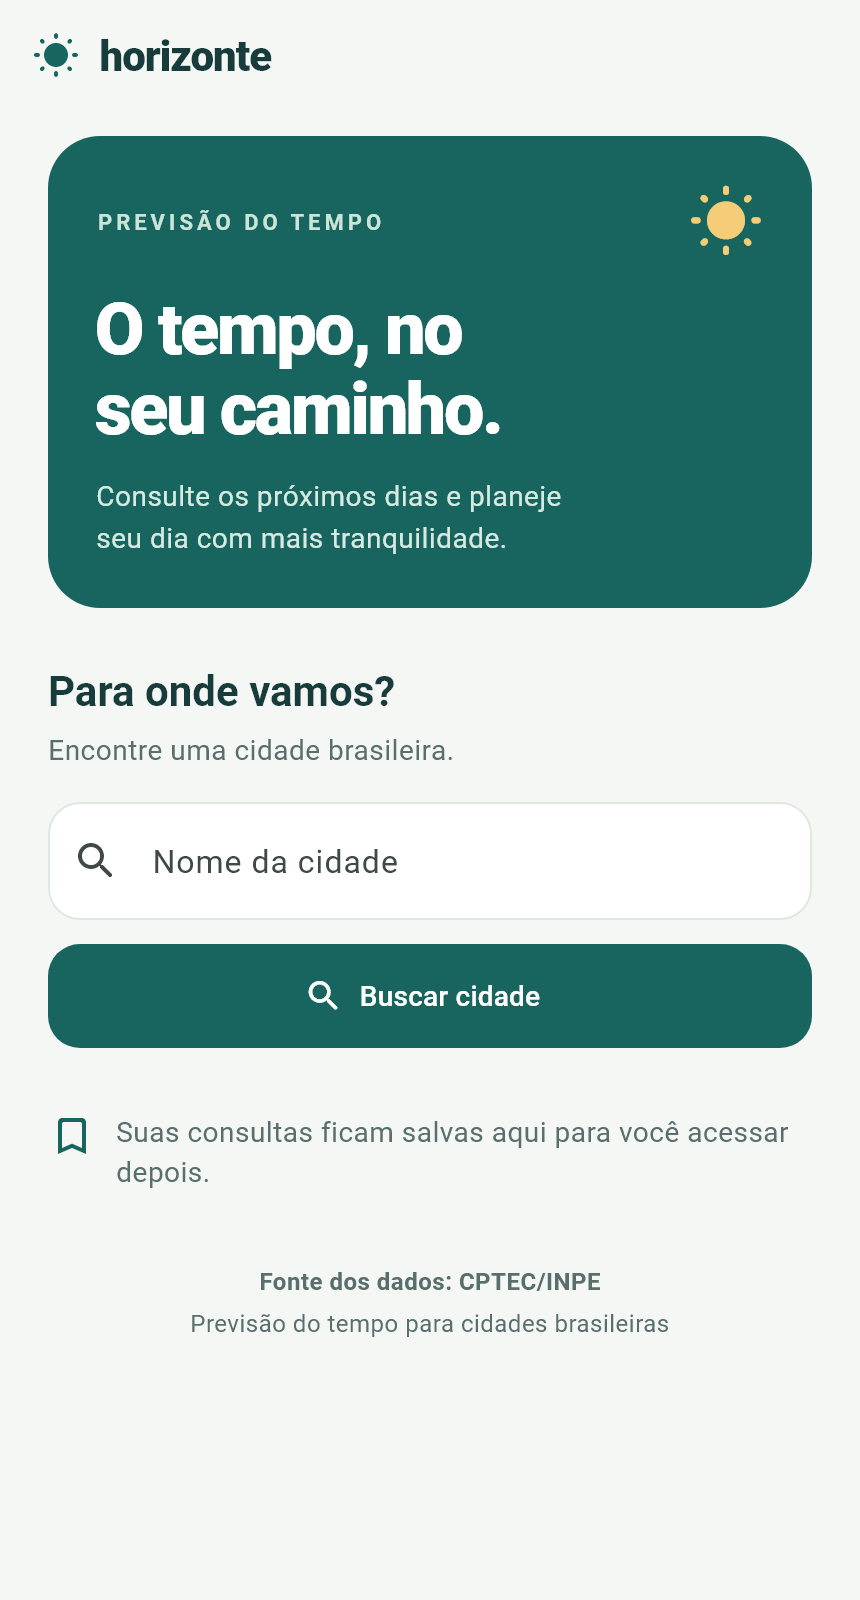 horizonte
PREVISÃO DO TEMPO
O tempo, no
seu caminho.
Consulte os próximos dias e planeje
seu dia com mais tranquilidade.
Para onde vamos?
Encontre uma cidade brasileira.
Nome da cidade
Buscar cidade
Suas consultas ficam salvas aqui para você acessar
depois.
Fonte dos dados: CPTEC/INPE
Previsão do tempo para cidades brasileiras